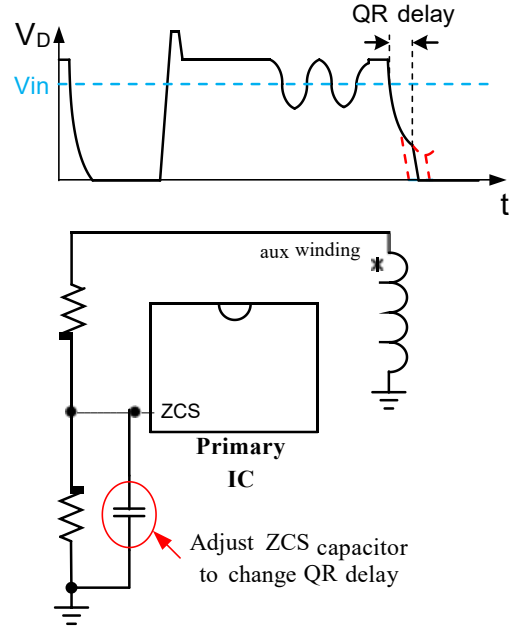 QR delay
VD
Vin
t
aux winding
ZCS
Primary
IC
Adjust ZCS capacitor
to change QR delay